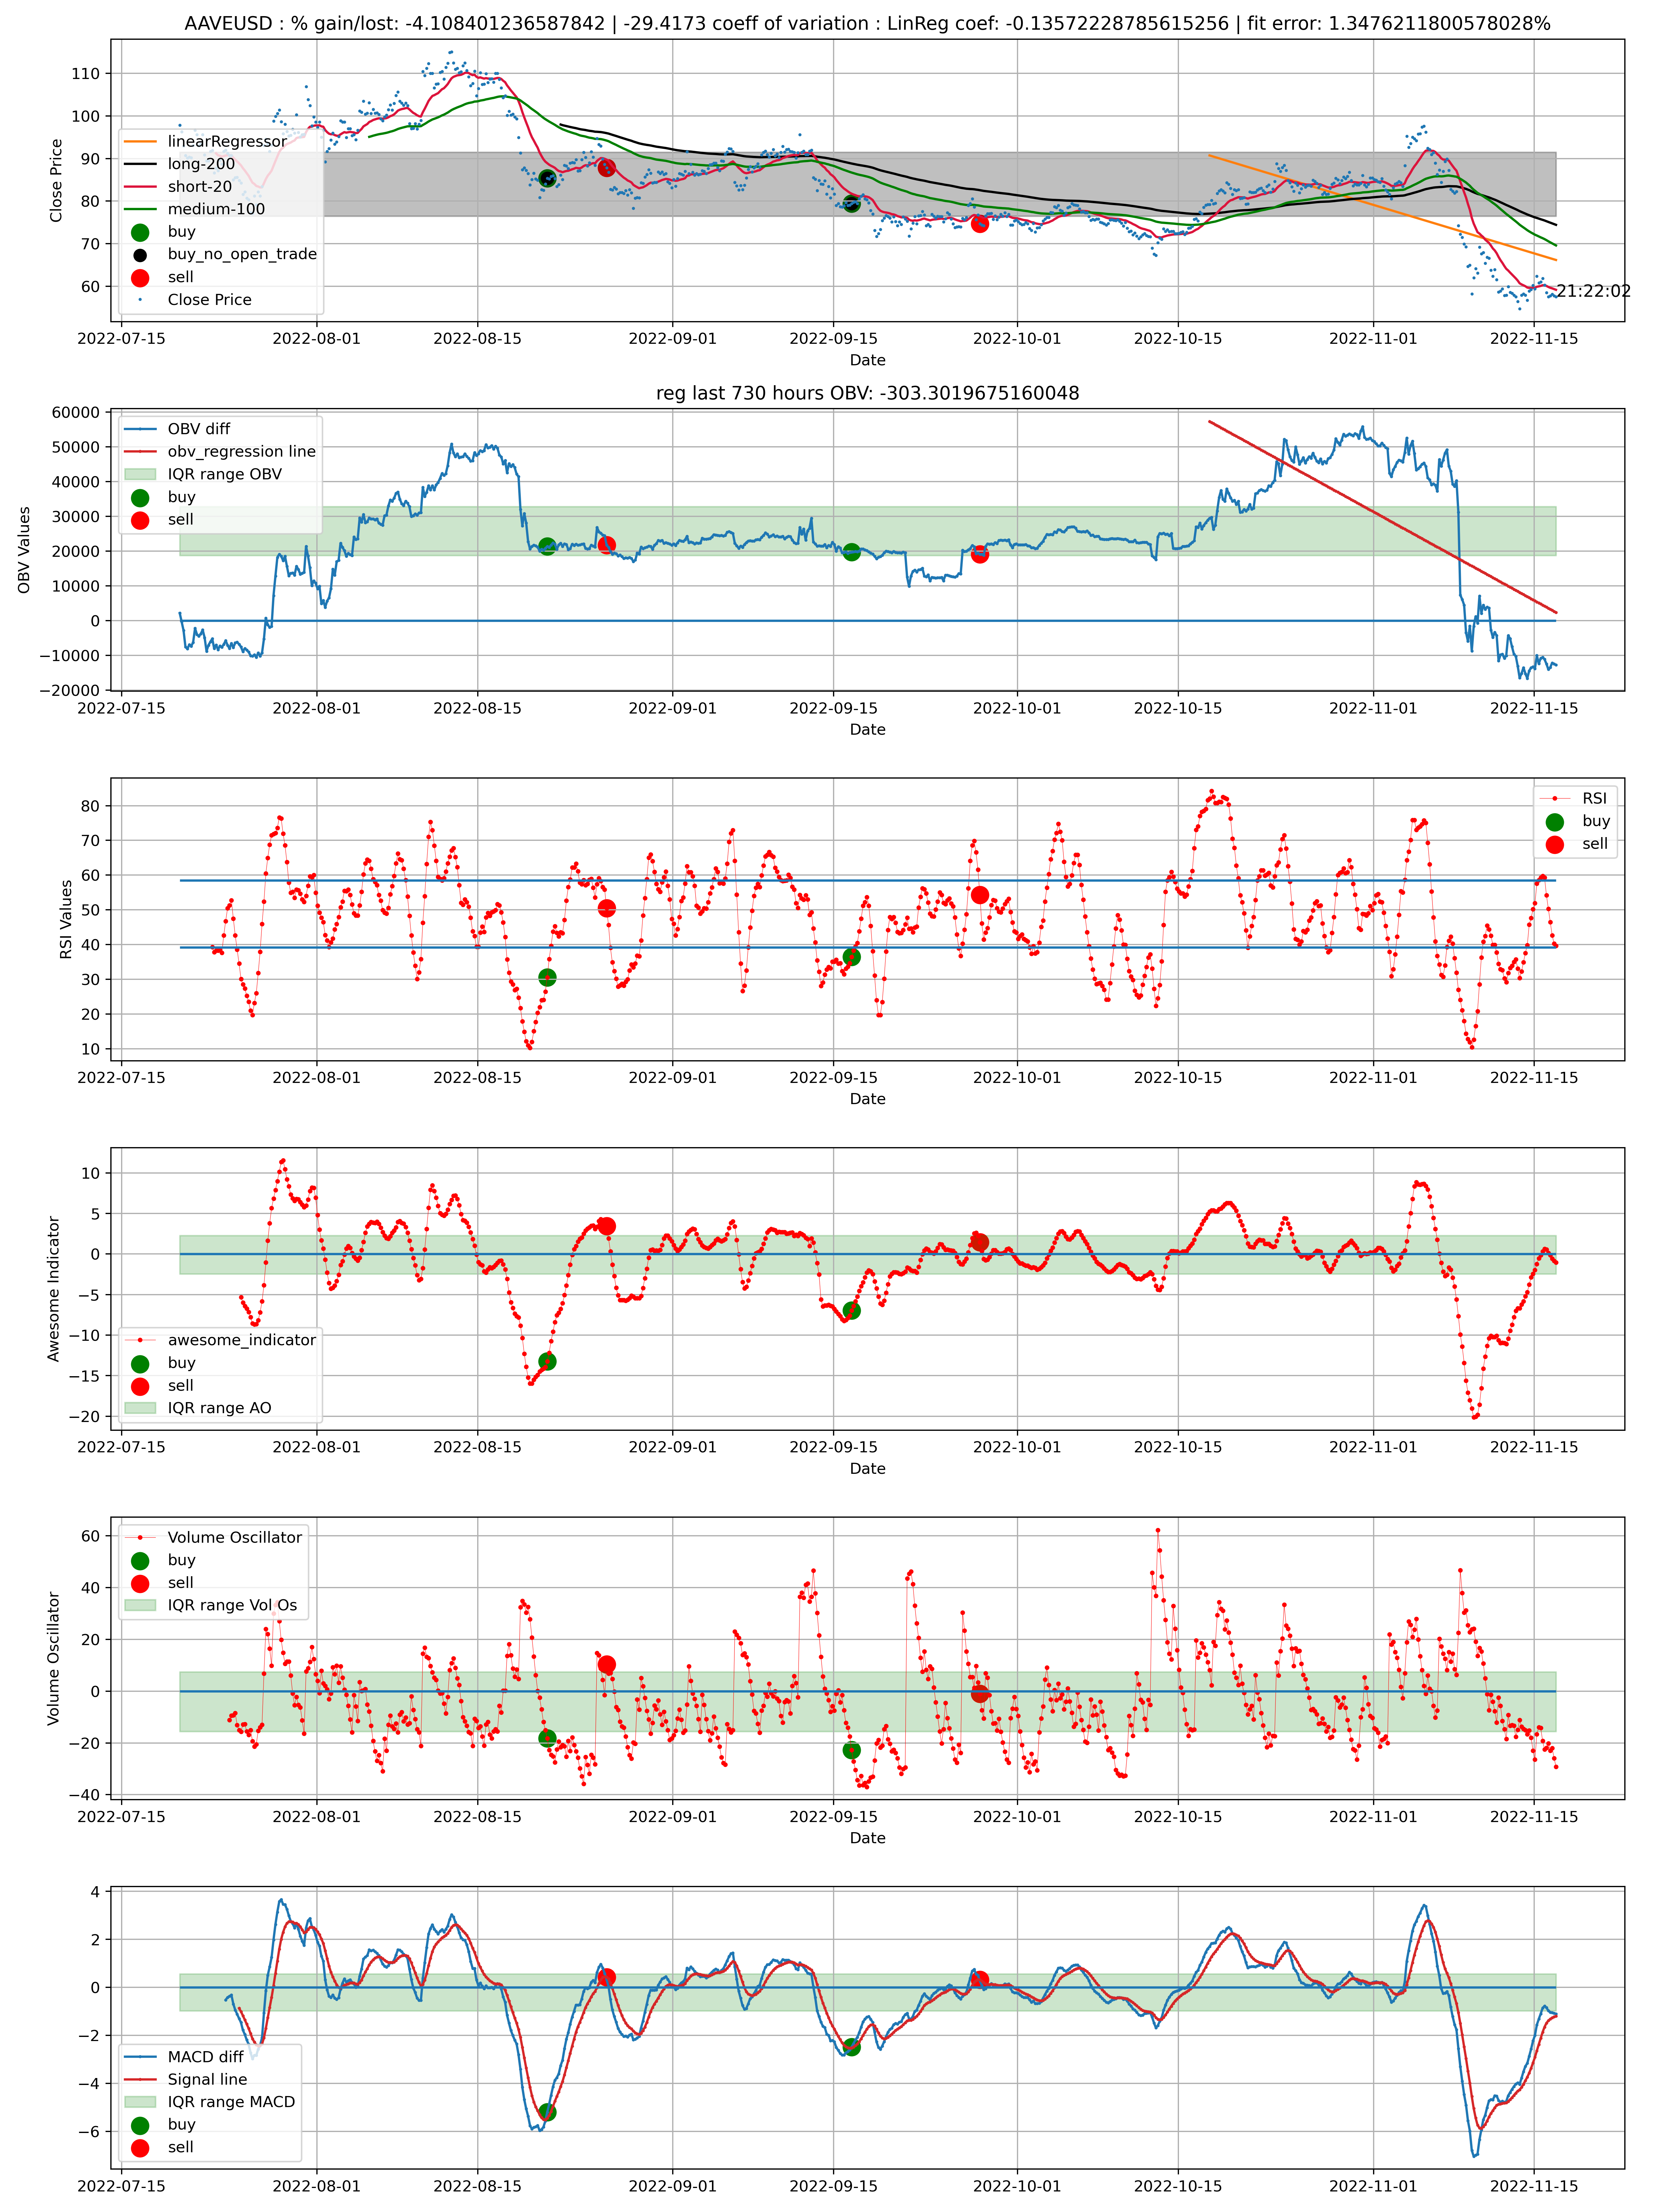 AAVEUSD : % gain/lost: -4.108401236587842 | -29.4173 coeff of variation : LinReg coef: -0.13572228785615256 | fit error: 1.3476211800578028%
Close Price
110
100
90
80
70
60
linearRegressor
long-200
short-20
medium-100
buy
buy_no_open_trade
sell
Close Price
21:22:02
2022-07-15 2022-08-01 2022-08-15 2022-09-01 2022-09-15 2022-10-01 2022-10-15 2022-11-01 2022-11-15
Date
reg last 730 hours OBV: -303.3019675160048
OBV Values
60000
50000
40000
30000
20000
10000
0
−10000
−20000
OBV diff
obv_regression line
IQR range OBV
buy
sell
2022-07-15 2022-08-01 2022-08-15 2022-09-01 2022-09-15 2022-10-01 2022-10-15 2022-11-01 2022-11-15
Date
RSI Values
80
70
60
50
40
30
20
10
RSI
buy
sell
2022-07-15 2022-08-01 2022-08-15 2022-09-01 2022-09-15 2022-10-01 2022-10-15 2022-11-01 2022-11-15
Date
Awesome Indicator
10
5
0
−5
−10
−15
−20
awesome_indicator
buy
sell
IQR range AO
2022-07-15 2022-08-01 2022-08-15 2022-09-01 2022-09-15 2022-10-01 2022-10-15 2022-11-01 2022-11-15
Date
Volume Oscillator
60
40
20
0
−20
−40
Volume Oscillator
buy
sell
IQR range Vol Os
2022-07-15 2022-08-01 2022-08-15 2022-09-01 2022-09-15 2022-10-01 2022-10-15 2022-11-01 2022-11-15
Date
4
2
0
−2
−4
−6
MACD diff
Signal line
IQR range MACD
buy
sell
2022-07-15 2022-08-01 2022-08-15 2022-09-01 2022-09-15 2022-10-01 2022-10-15 2022-11-01 2022-11-15